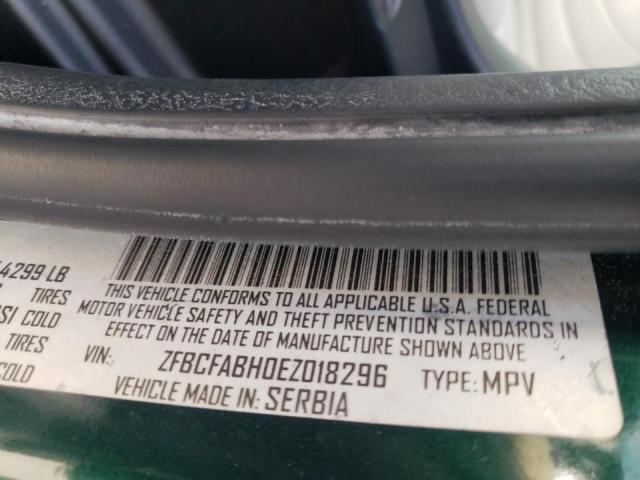 4299 LB
TIRES
SI COLD
TIRES
COLD
THIS VEHICLE CONFORMS TO ALL APPLICABLE U.S.A. FEDERAL
MOTOR VEHICLE SAFETY AND THEFT PREVENTION STANDARDS IN
EFFECT ON THE DATE OF MANUFACTURE SHOWN ABOVE
VIN: ZFBCFABH0EZ018296 TYPE: MPV
VEHICLE MADE IN: SERBIA